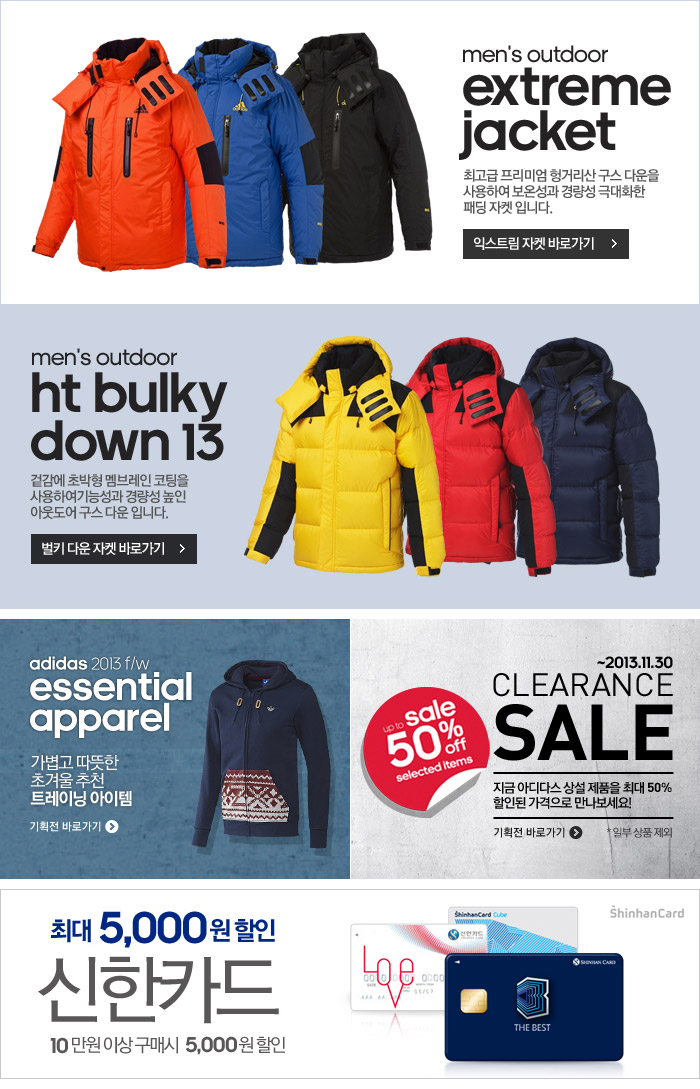 men's outdoor
extreme
jacket
최고급 프리미엄 헝거리산 구스 다운을
사용하여 보온성과 경량성 극대화한
패딩 자켓 입니다.
익스트림 자켓 바로가기 >
adidas
men's outdoor
ht bulky
down 13
겉감에 초박형 멤브레인 코팅을
사용하여기능성과 경량성 높인
아웃도어 구스 다운 입니다.
벌키 다운 자켓 바로가기 >
adidas 2013 f/w
essential
apparel
가볍고 따뜻한
초겨울 추천
트레이닝 아이템
기획전 바로가기
up to sale
50%
off
selected items
~2013.11.30
CLEARANCE
SALE
지금 아디다스 상설 제품을 최대 50%
할인된 가격으로 만나보세요!
기획전 바로가기
* 일부 상품 제외
최대 5,000원 할인
신한카드
10만원 이상 구매시 5,000원 할인
ShinhanCard
ShinhanCard Cube
신한카드
Love
SHINHAN CARD
THE BEST